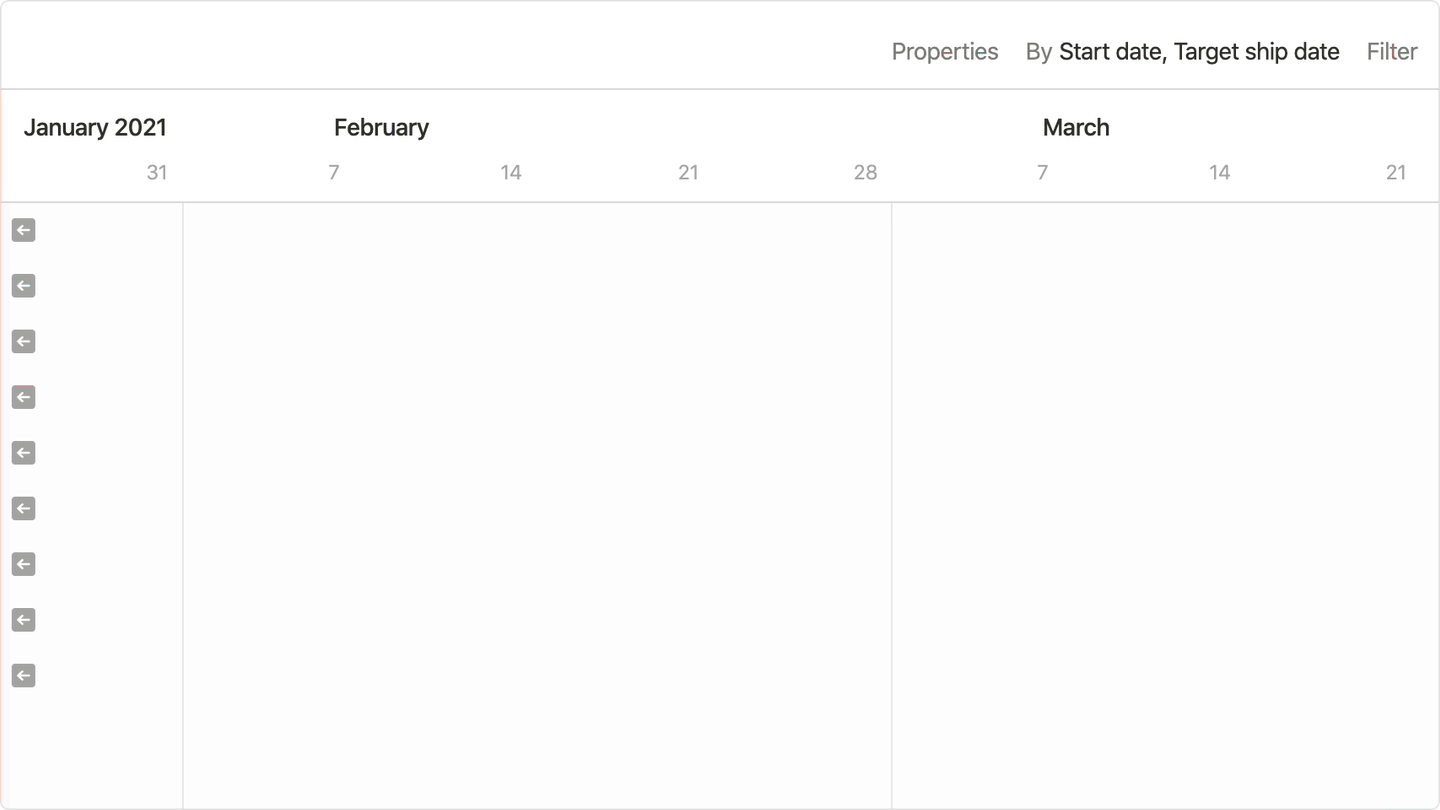 Properties By Start date, Target ship date Filter
January 2021 February March
31 7 14 21 28 7 14 21